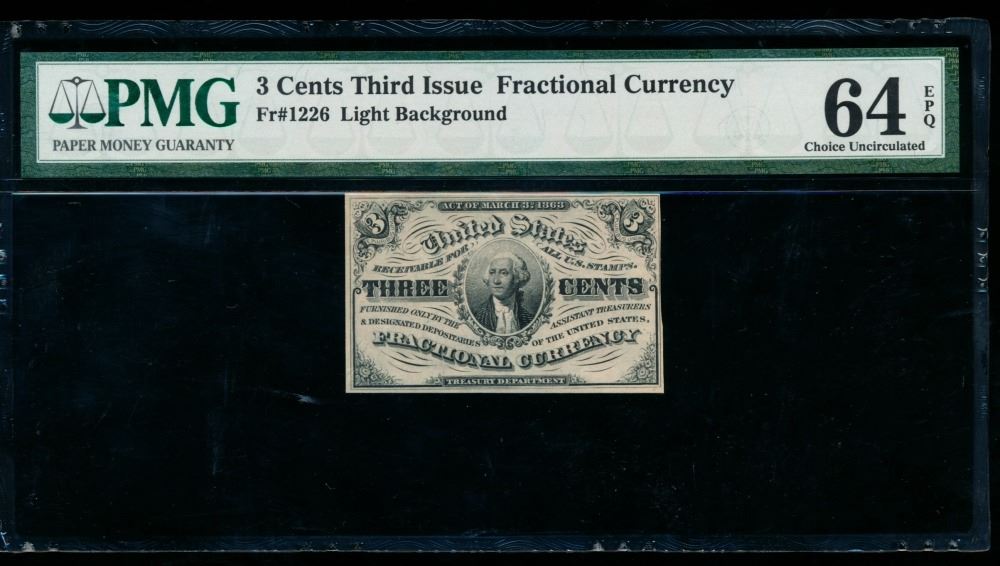 PMG
PAPER MONEY GUARANTY
3 Cents Third Issue Fractional Currency
Fr#1226 Light Background
64
EPQ
Choice Uncirculated
3
ACT OF MARCH 3. 1863
3
United States
RECEIVABLE FOR ALL U.S. STAMPS.
THREE CENTS
FURNISHED ONLY BY THE ASSISTANT TREASURERS
& DESIGNATED DEPOSITARIES OF THE UNITED STATES.
3
FRACTIONAL CURRENCY
TREASURY DEPARTMENT